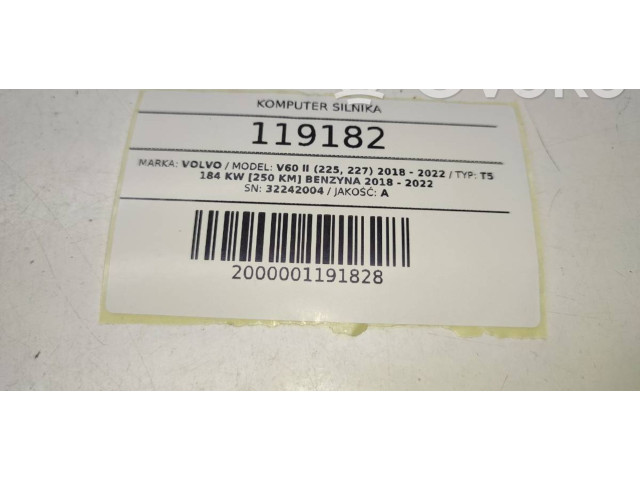 KOMPUTER SILNIKA
119182
MARKA: VOLVO / MODEL: V60 II (225, 227) 2018 - 2022 / TYP: T5
184 KW [250 KM] BENZYNA 2018 - 2022
SN: 32242004 / JAKOŚĆ: A
2000001191828